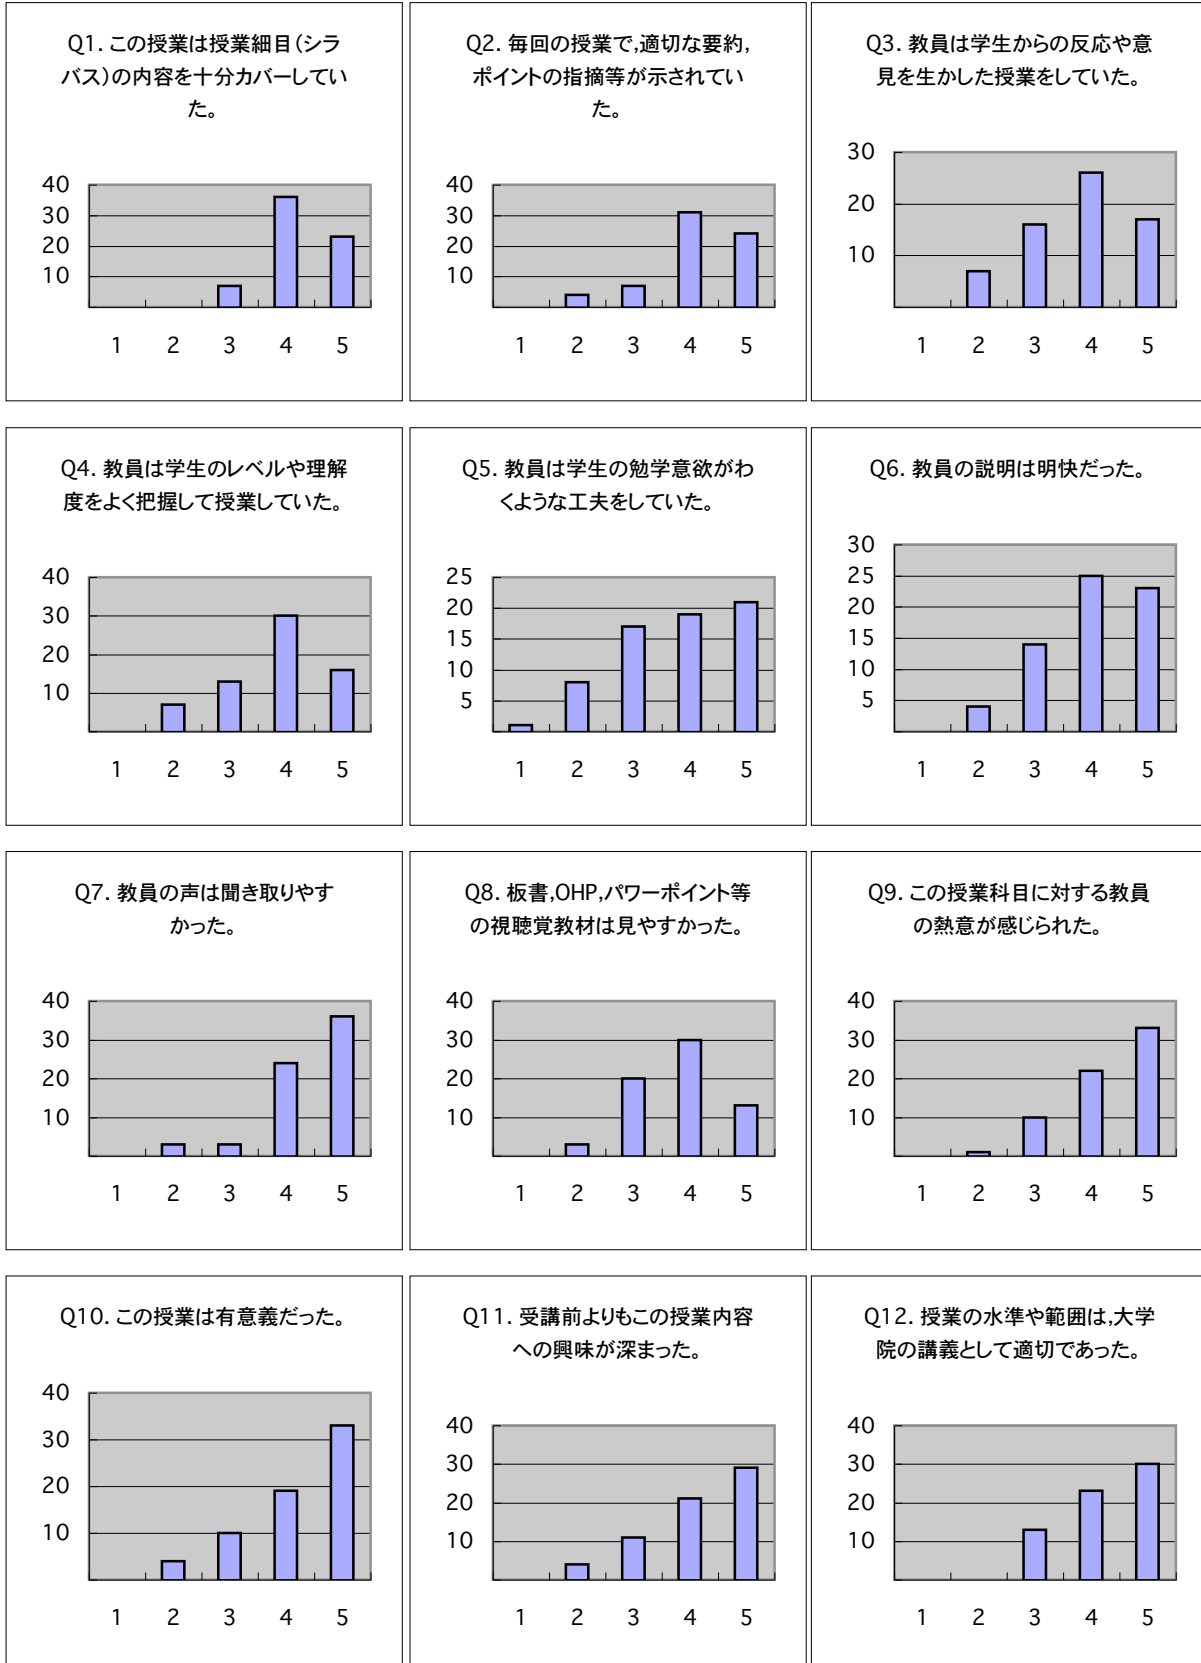 Q1. この授業は授業細目(シラ
バス)の内容を十分カバーしてい
た。
40
30
20
10
1 2 3 4 5
Q2. 毎回の授業で,適切な要約,
ポイントの指摘等が示されてい
た。
40
30
20
10
1 2 3 4 5
Q3. 教員は学生からの反応や意
見を生かした授業をしていた。
30
20
10
1 2 3 4 5
Q4. 教員は学生のレベルや理解
度をよく把握して授業していた。
40
30
20
10
1 2 3 4 5
Q5. 教員は学生の勉学意欲がわ
くような工夫をしていた。
25
20
15
10
5
1 2 3 4 5
Q6. 教員の説明は明快だった。
30
25
20
15
10
5
1 2 3 4 5
Q7. 教員の声は聞き取りやす
かった。
40
30
20
10
1 2 3 4 5
Q8. 板書,OHP,パワーポイント等
の視聴覚教材は見やすかった。
40
30
20
10
1 2 3 4 5
Q9. この授業科目に対する教員
の熱意が感じられた。
40
30
20
10
1 2 3 4 5
Q10. この授業は有意義だった。
40
30
20
10
1 2 3 4 5
Q11. 受講前よりもこの授業内容
への興味が深まった。
40
30
20
10
1 2 3 4 5
Q12. 授業の水準や範囲は,大学
院の講義として適切であった。
40
30
20
10
1 2 3 4 5